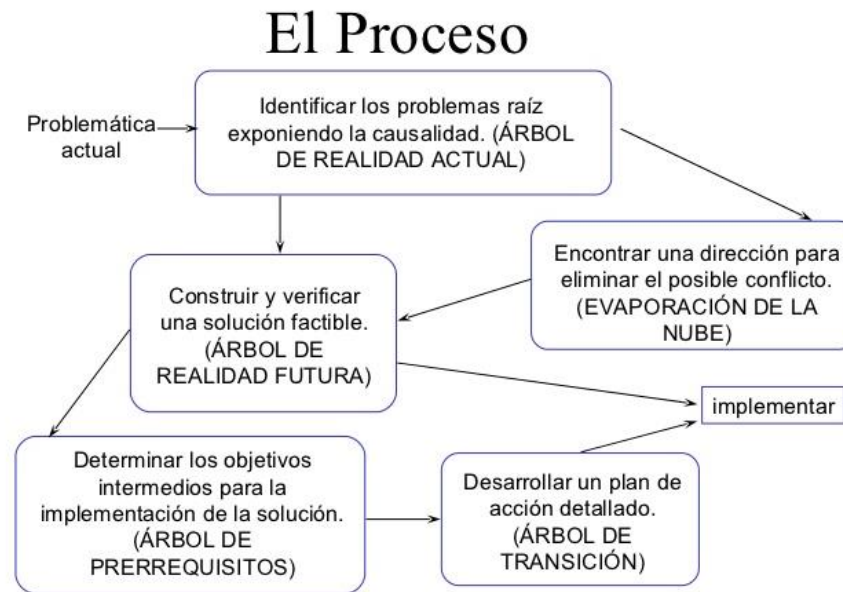 El Proceso
Problemática
actual
Identificar los problemas raíz
exponiendo la causalidad. (ÁRBOL
DE REALIDAD ACTUAL)
Encontrar una dirección para
eliminar el posible conflicto.
(EVAPORACIÓN DE LA
NUBE)
Construir y verificar
una solución factible.
(ÁRBOL DE
REALIDAD FUTURA)
implementar
Determinar los objetivos
intermedios para la
implementación de la solución.
(ÁRBOL DE
PRERREQUISITOS)
Desarrollar un plan de
acción detallado.
(ÁRBOL DE
TRANSICIÓN)